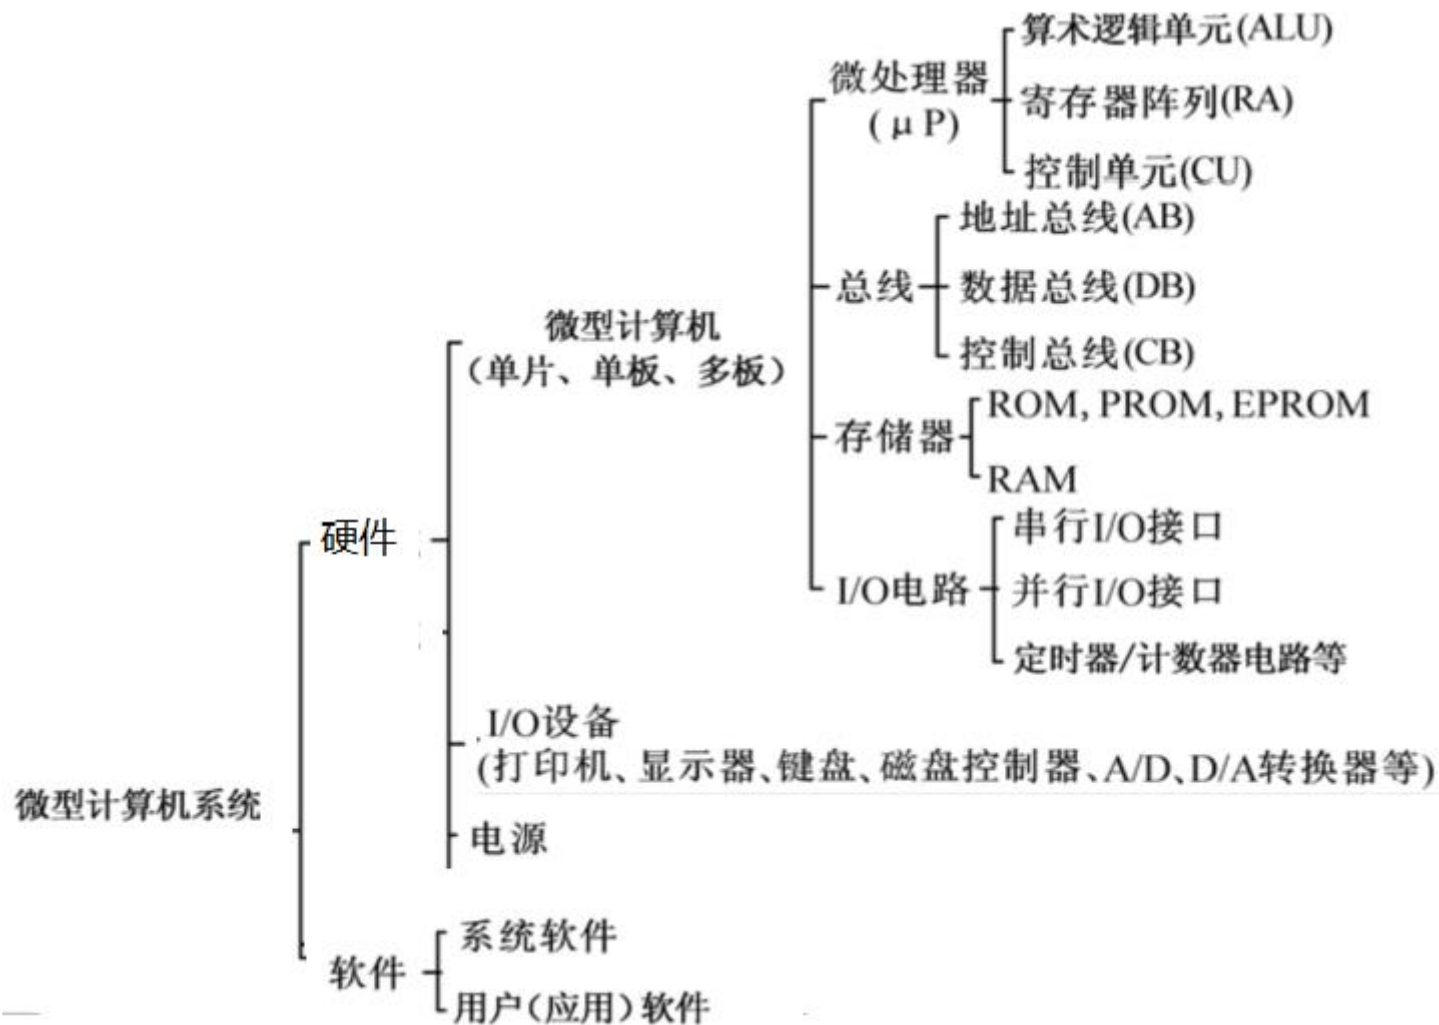 算术逻辑单元(ALU)
微处理器
(μP)
寄存器阵列(RA)
控制单元(CU)
地址总线(AB)
总线
数据总线(DB)
控制总线(CB)
微型计算机
(单片、单板、多板)
ROM, PROM, EPROM
存储器
RAM
硬件
串行I/O接口
I/O电路
并行I/O接口
定时器/计数器电路等
I/O设备
(打印机、显示器、键盘、磁盘控制器、A/D、D/A转换器等)
微型计算机系统
电源
系统软件
软件
用户(应用)软件